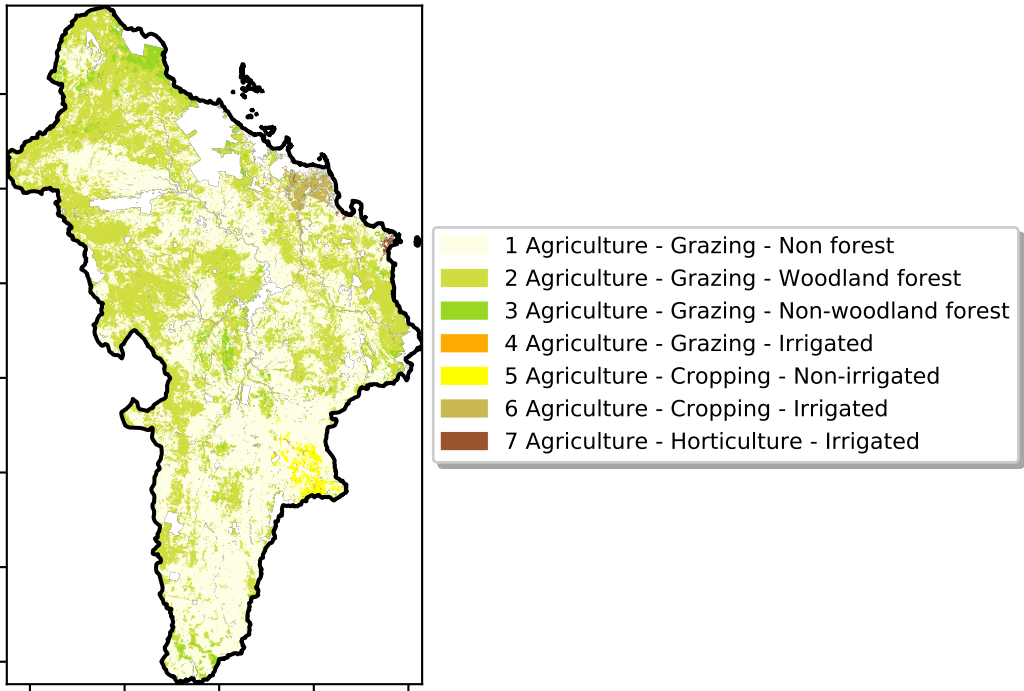 1 Agriculture - Grazing - Non forest
2 Agriculture - Grazing - Woodland forest
3 Agriculture - Grazing - Non-woodland forest
4 Agriculture - Grazing - Irrigated
5 Agriculture - Cropping - Non-irrigated
6 Agriculture - Cropping - Irrigated
7 Agriculture - Horticulture - Irrigated